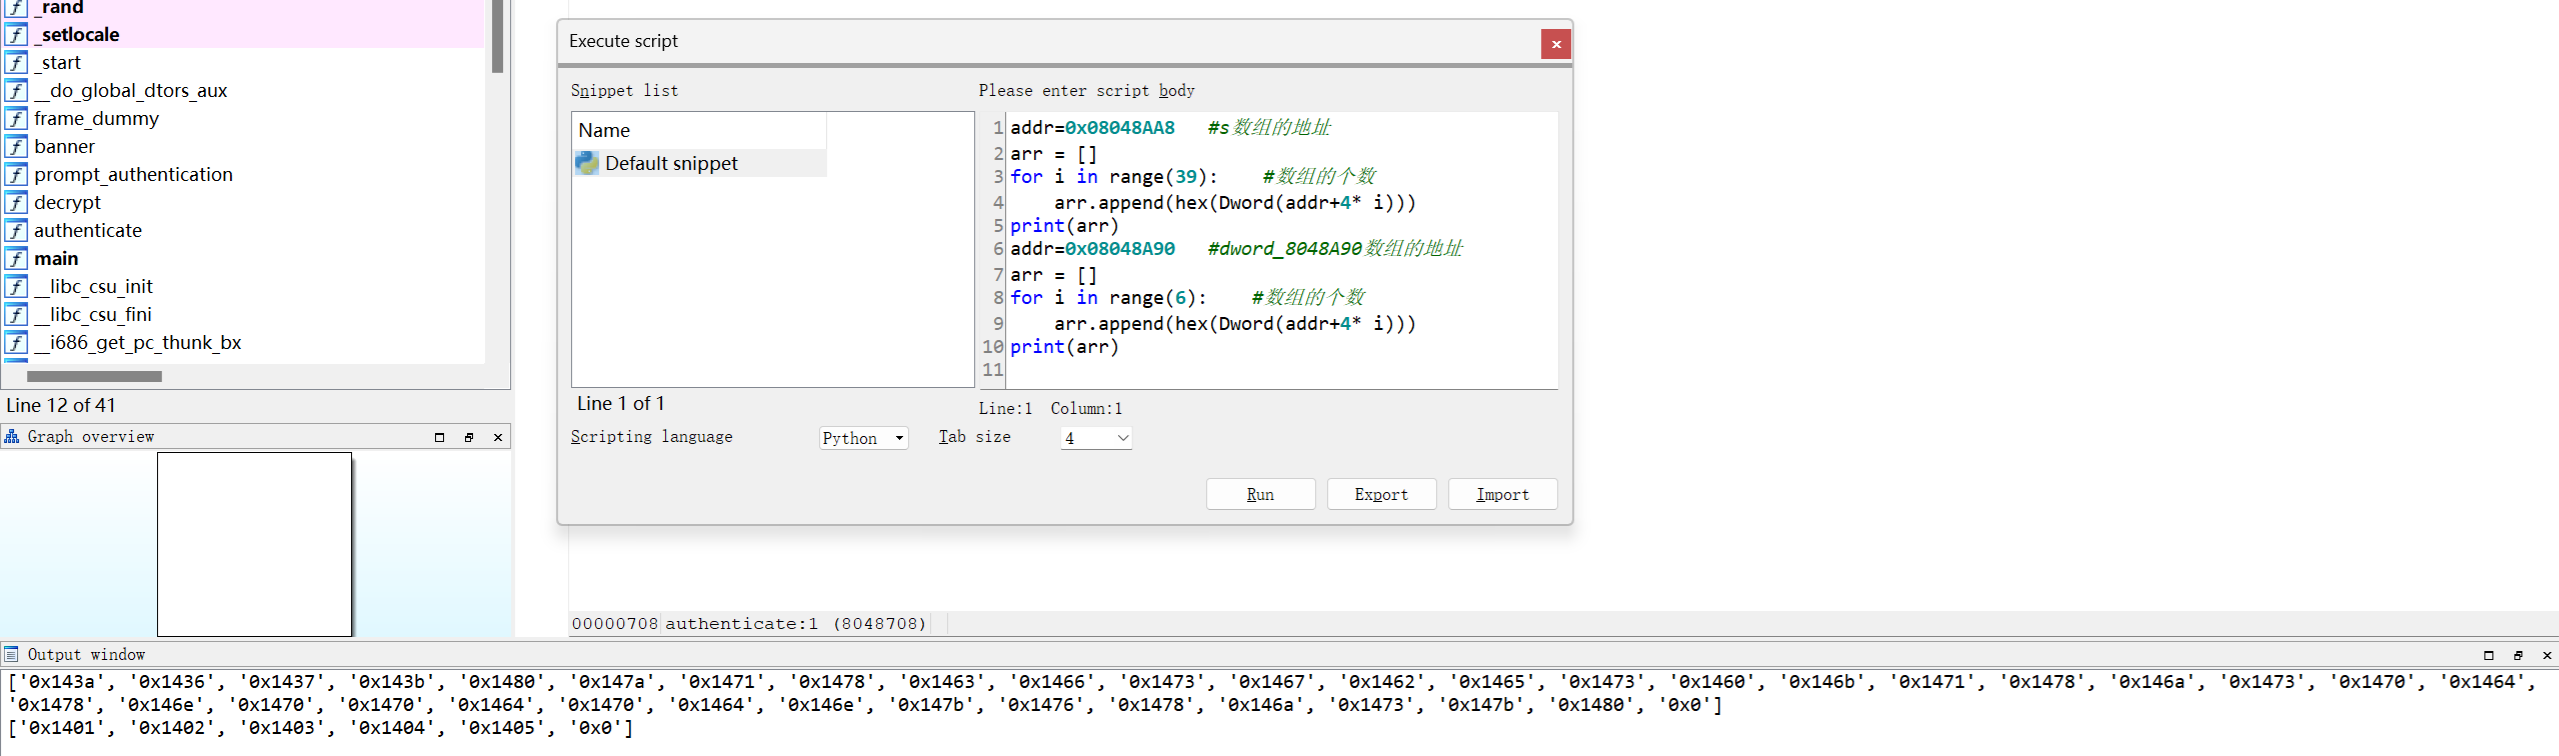 _rand
_setlocale
_start
__do_global_dtors_aux
frame_dummy
banner
prompt_authentication
decrypt
authenticate
main
__libc_csu_init
__libc_csu_fini
__i686_get_pc_thunk_bx
Line 12 of 41
Graph overview
Execute script
Snippet list
Name
Default snippet
Line 1 of 1
Please enter script body
1 addr=0x08048AA8   #s数组的地址
2 arr = []
3 for i in range(39):    #数组的个数
4     arr.append(hex(Dword(addr+4* i)))
5 print(arr)
6 addr=0x08048A90   #dword_8048A90数组的地址
7 arr = []
8 for i in range(6):    #数组的个数
9     arr.append(hex(Dword(addr+4* i)))
10 print(arr)
11
Line:1  Column:1
Scripting language Python Tab size 4
Run Export Import
00000708 authenticate:1 (8048708)
Output window
['0x143a', '0x1436', '0x1437', '0x143b', '0x1480', '0x147a', '0x1471', '0x1478', '0x1463', '0x1466', '0x1473', '0x1467', '0x1462', '0x1465', '0x1473', '0x1460', '0x146b', '0x1471', '0x1478', '0x146a', '0x1473', '0x1470', '0x1464',
'0x1478', '0x146e', '0x1470', '0x1470', '0x1464', '0x1470', '0x1464', '0x146e', '0x147b', '0x1476', '0x1478', '0x146a', '0x1473', '0x147b', '0x1480', '0x0']
['0x1401', '0x1402', '0x1403', '0x1404', '0x1405', '0x0']